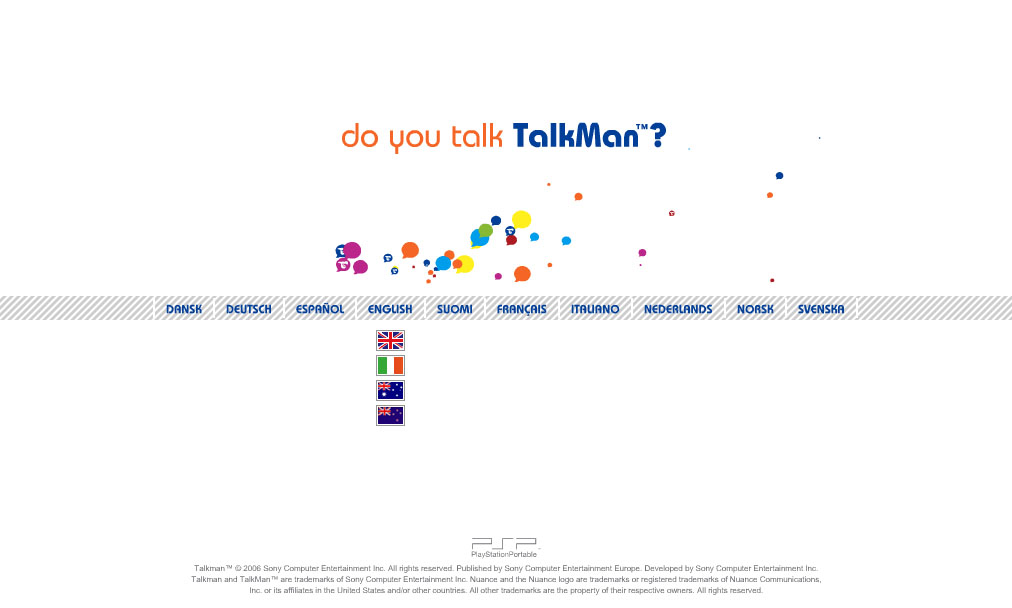 do you talk TalkMan™?
DANSK DEUTSCH ESPAÑOL ENGLISH SUOMI FRANÇAIS ITALIANO NEDERLANDS NORSK SVENSKA
PSP
PlayStationPortable
Talkman™ © 2006 Sony Computer Entertainment Inc. All rights reserved. Published by Sony Computer Entertainment Europe. Developed by Sony Computer Entertainment Inc.
Talkman and TalkMan™ are trademarks of Sony Computer Entertainment Inc. Nuance and the Nuance logo are trademarks or registered trademarks of Nuance Communications,
Inc. or its affiliates in the United States and/or other countries. All other trademarks are the property of their respective owners. All rights reserved.